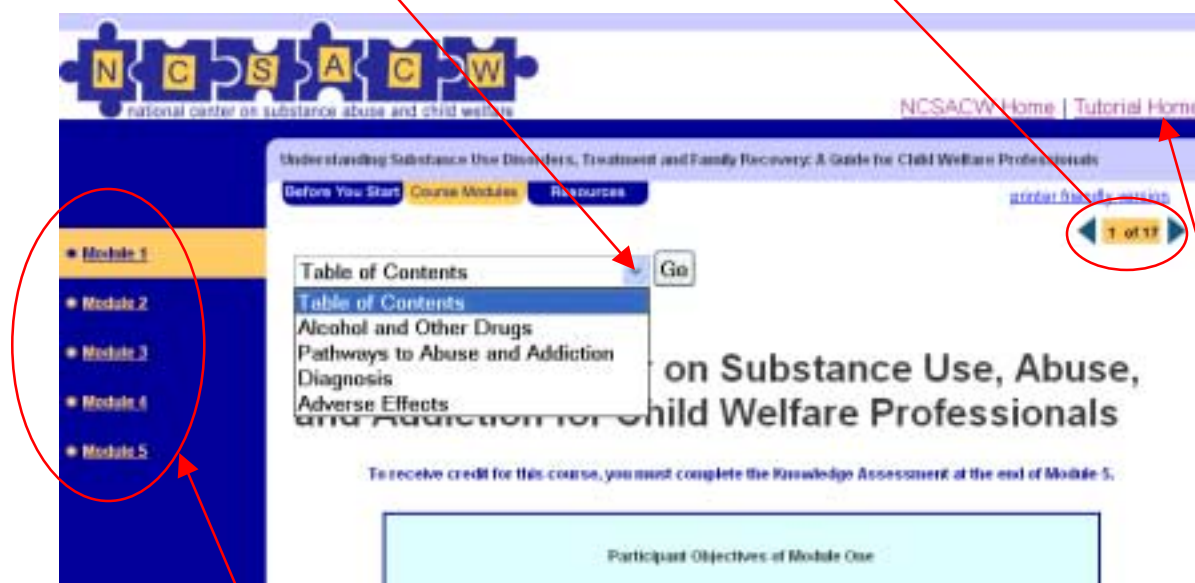 N C S A C W
national center on substance abuse and child welfare
NCSACW Home | Tutorial Home
Understanding Substance Use Disorders, Treatment and Family Recovery: A Guide for Child Welfare Professionals
Before You Start Course Modules Resources
printer friendly version
1 of 17
Module 1
Module 2
Module 3
Module 4
Module 5
Table of Contents Go
Table of Contents
Alcohol and Other Drugs
Pathways to Abuse and Addiction
Diagnosis
Adverse Effects
on Substance Use, Abuse,
and Addiction for Child Welfare Professionals
To receive credit for this course, you must complete the Knowledge Assessment at the end of Module 5.
Participant Objectives of Module One